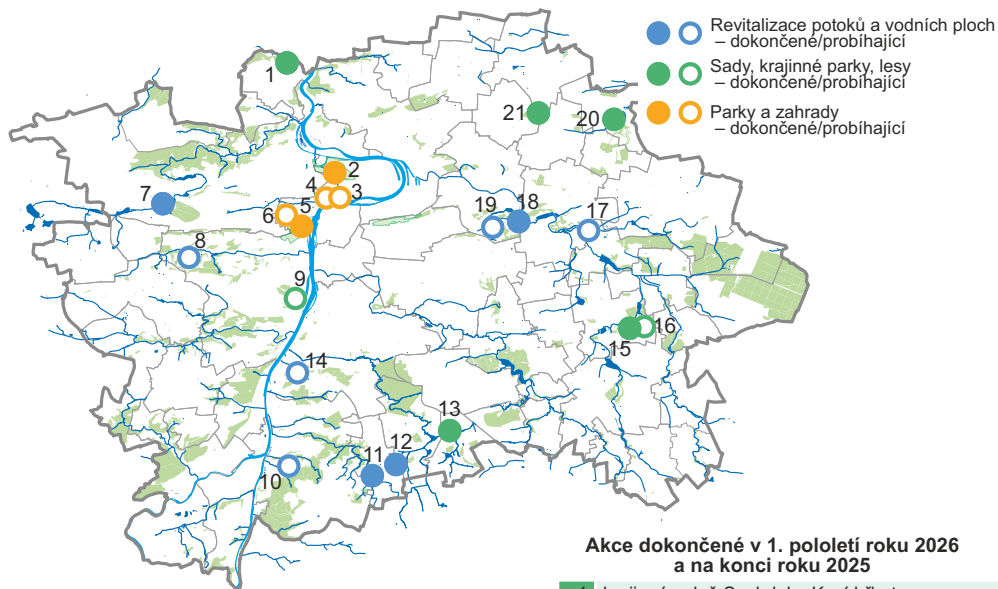 Revitalizace potoků a vodních ploch
– dokončené/probíhající
Sady, krajinné parky, lesy
– dokončené/probíhající
Parky a zahrady
– dokončené/probíhající
1
21
20
2
4
3
7
6
5
19
18
17
8
9
16
15
14
13
12
11
10
Akce dokončené v 1. pololetí roku 2026
a na konci roku 2025